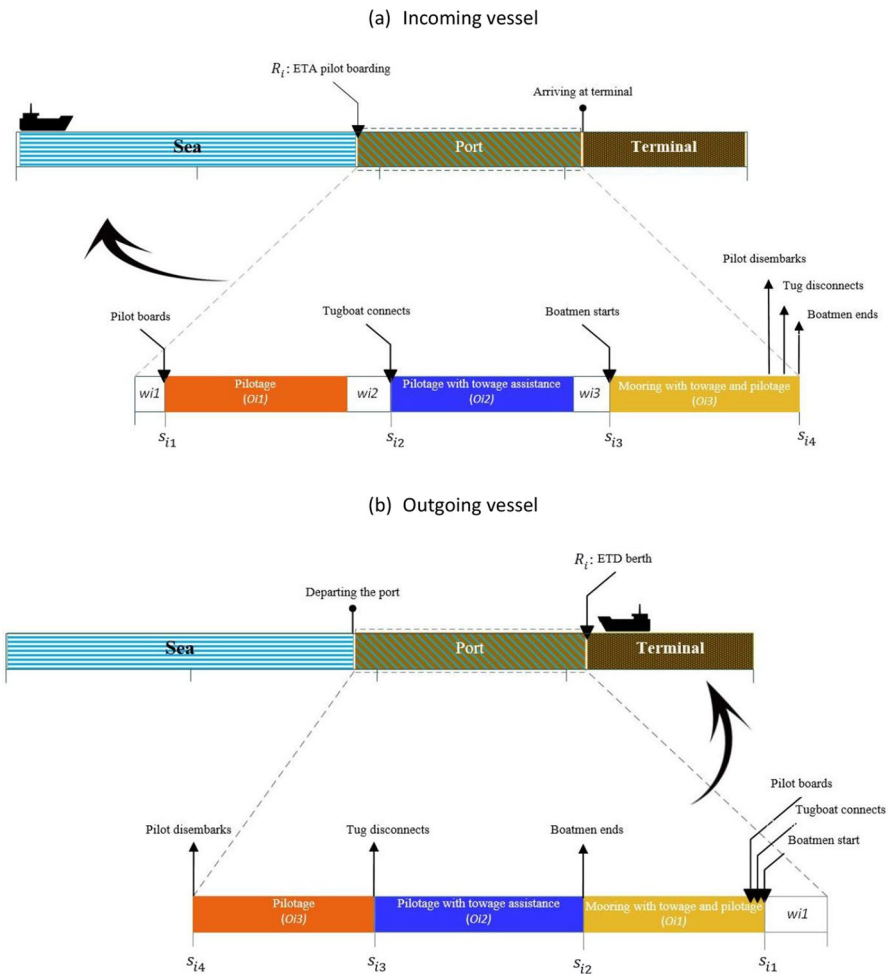 (a) Incoming vessel
R_i: ETA pilot boarding
Arriving at terminal
Sea
Port
Terminal
Pilot disembarks
Tug disconnects
Pilot boards
Tugboat connects
Boatmen starts
Boatmen ends
wi1
Pilotage
(Oi1)
wi2
Pilotage with towage assistance
(Oi2)
wi3
Mooring with towage and pilotage
(Oi3)
s_i1
s_i2
s_i3
s_i4
(b) Outgoing vessel
R_i: ETD berth
Departing the port
Sea
Port
Terminal
Pilot boards
Tugboat connects
Pilot disembarks
Tug disconnects
Boatmen ends
Boatmen start
Pilotage
(Oi3)
Pilotage with towage assistance
(Oi2)
Mooring with towage and pilotage
(Oi1)
wi1
s_i4
s_i3
s_i2
s_i1